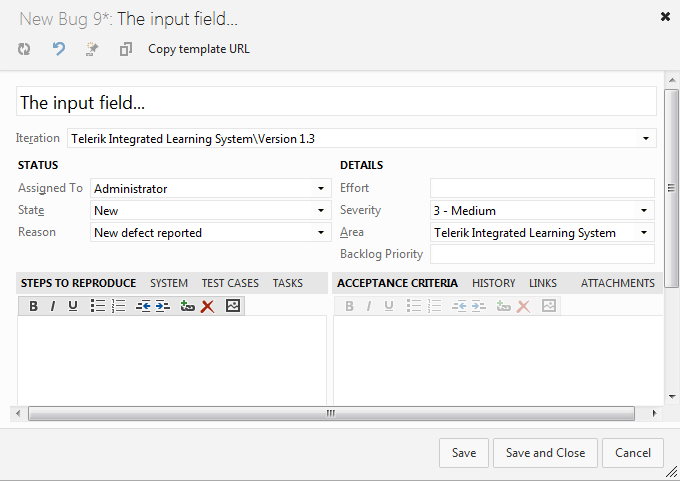 New Bug 9*: The input field...
Copy template URL
The input field...
Iteration Telerik Integrated Learning System\Version 1.3
STATUS DETAILS
Assigned To Administrator Effort
State New Severity 3 - Medium
Reason New defect reported Area Telerik Integrated Learning System
Backlog Priority
STEPS TO REPRODUCE SYSTEM TEST CASES TASKS ACCEPTANCE CRITERIA HISTORY LINKS ATTACHMENTS
B I U B I U
Save Save and Close Cancel